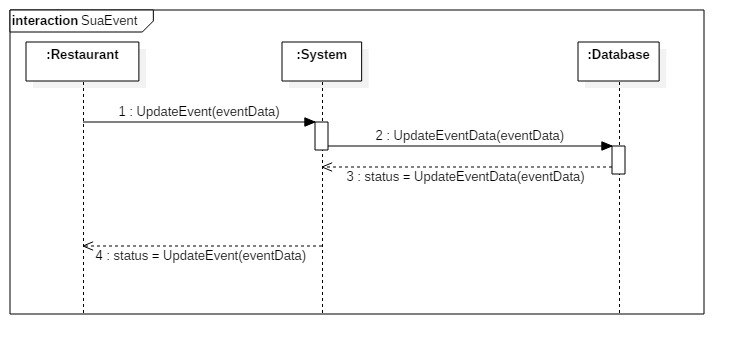 interaction SuaEvent
:Restaurant
:System
:Database
1 : UpdateEvent(eventData)
2 : UpdateEventData(eventData)
3 : status = UpdateEventData(eventData)
4 : status = UpdateEvent(eventData)